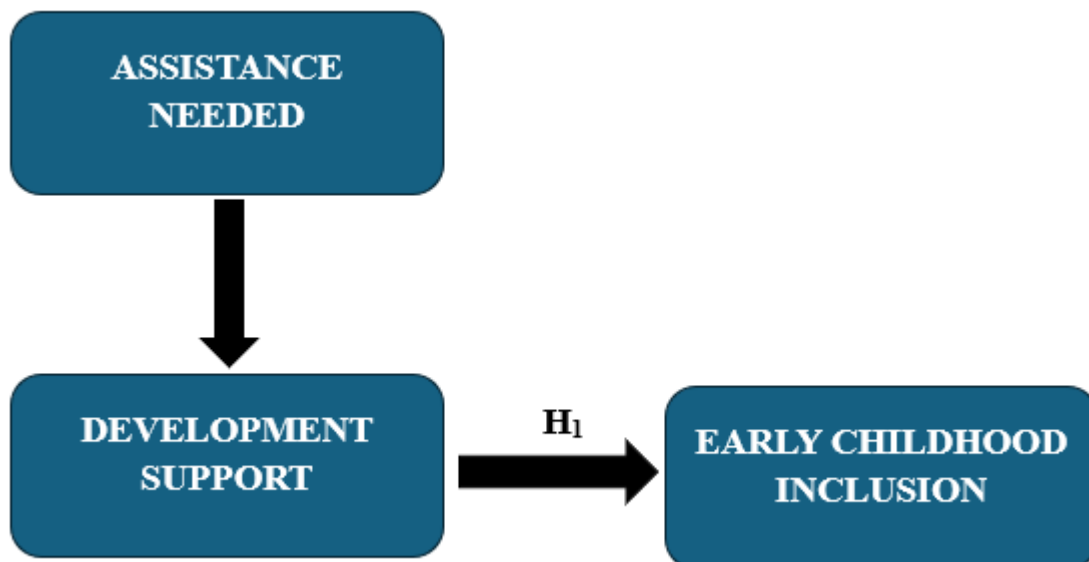 ASSISTANCE
NEEDED
DEVELOPMENT
SUPPORT
H₁
EARLY CHILDHOOD
INCLUSION